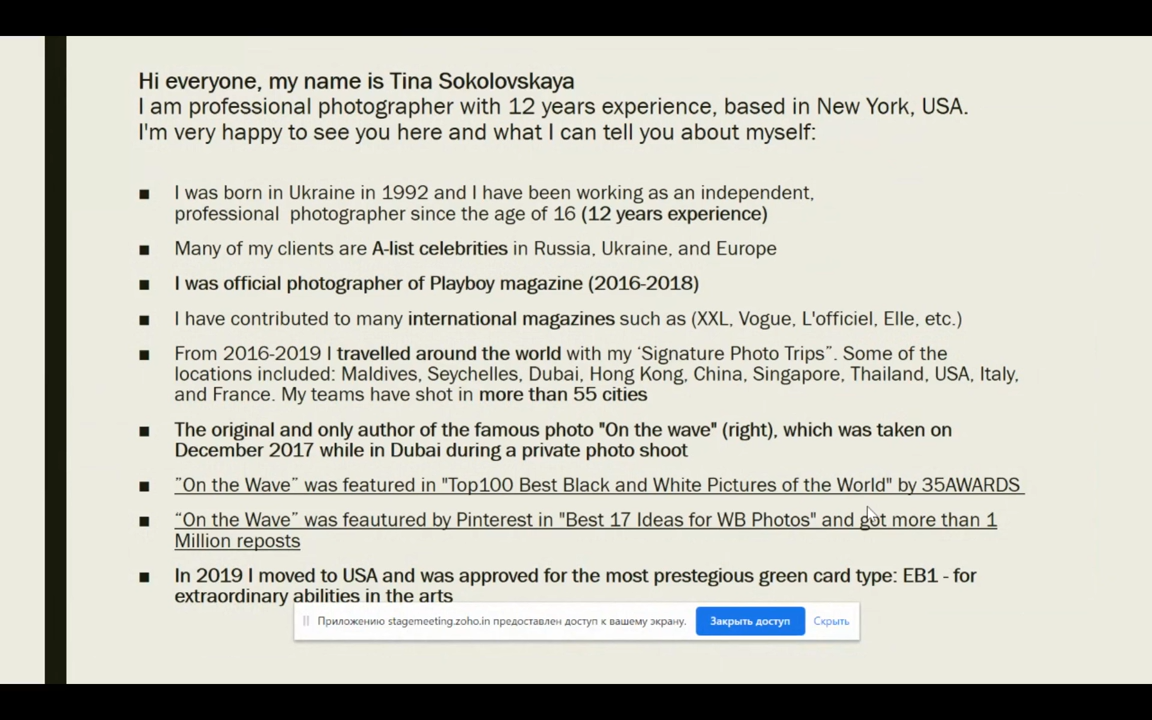 Hi everyone, my name is Tina Sokolovskaya
I am professional photographer with 12 years experience, based in New York, USA.
I'm very happy to see you here and what I can tell you about myself:
■ I was born in Ukraine in 1992 and I have been working as an independent,
professional photographer since the age of 16 (12 years experience)
■ Many of my clients are A-list celebrities in Russia, Ukraine, and Europe
■ I was official photographer of Playboy magazine (2016-2018)
■ I have contributed to many international magazines such as (XXL, Vogue, L'officiel, Elle, etc.)
■ From 2016-2019 I travelled around the world with my ‘Signature Photo Trips”. Some of the
locations included: Maldives, Seychelles, Dubai, Hong Kong, China, Singapore, Thailand, USA, Italy,
and France. My teams have shot in more than 55 cities
■ The original and only author of the famous photo "On the wave" (right), which was taken on
December 2017 while in Dubai during a private photo shoot
■ ”On the Wave” was featured in "Top100 Best Black and White Pictures of the World" by 35AWARDS
■ “On the Wave” was feautured by Pinterest in "Best 17 Ideas for WB Photos" and got more than 1
Million reposts
■ In 2019 I moved to USA and was approved for the most prestegious green card type: EB1 - for
extraordinary abilities in the arts
Приложению stagemeeting.zoho.in предоставлен доступ к вашему экрану. Закрыть доступ Скрыть